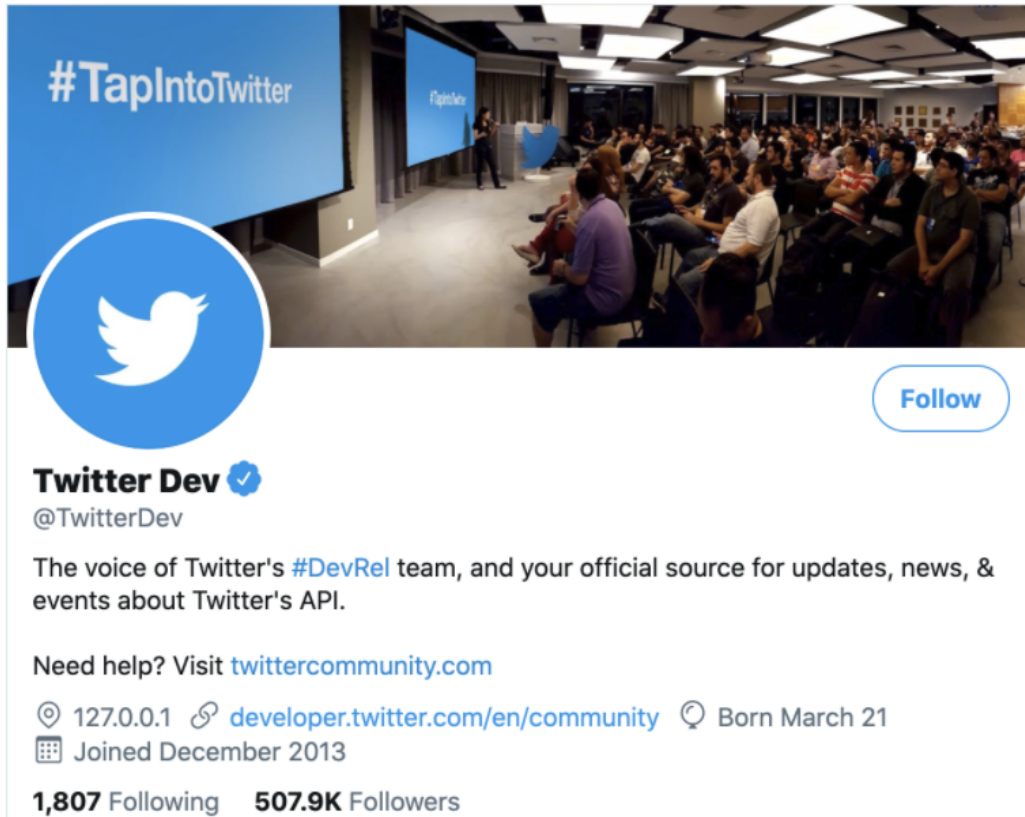 #TapIntoTwitter
#TapIntoTwitter
Follow
Twitter Dev
@TwitterDev
The voice of Twitter's #DevRel team, and your official source for updates, news, &
events about Twitter's API.
Need help? Visit twittercommunity.com
127.0.0.1 developer.twitter.com/en/community Born March 21
Joined December 2013
1,807 Following 507.9K Followers